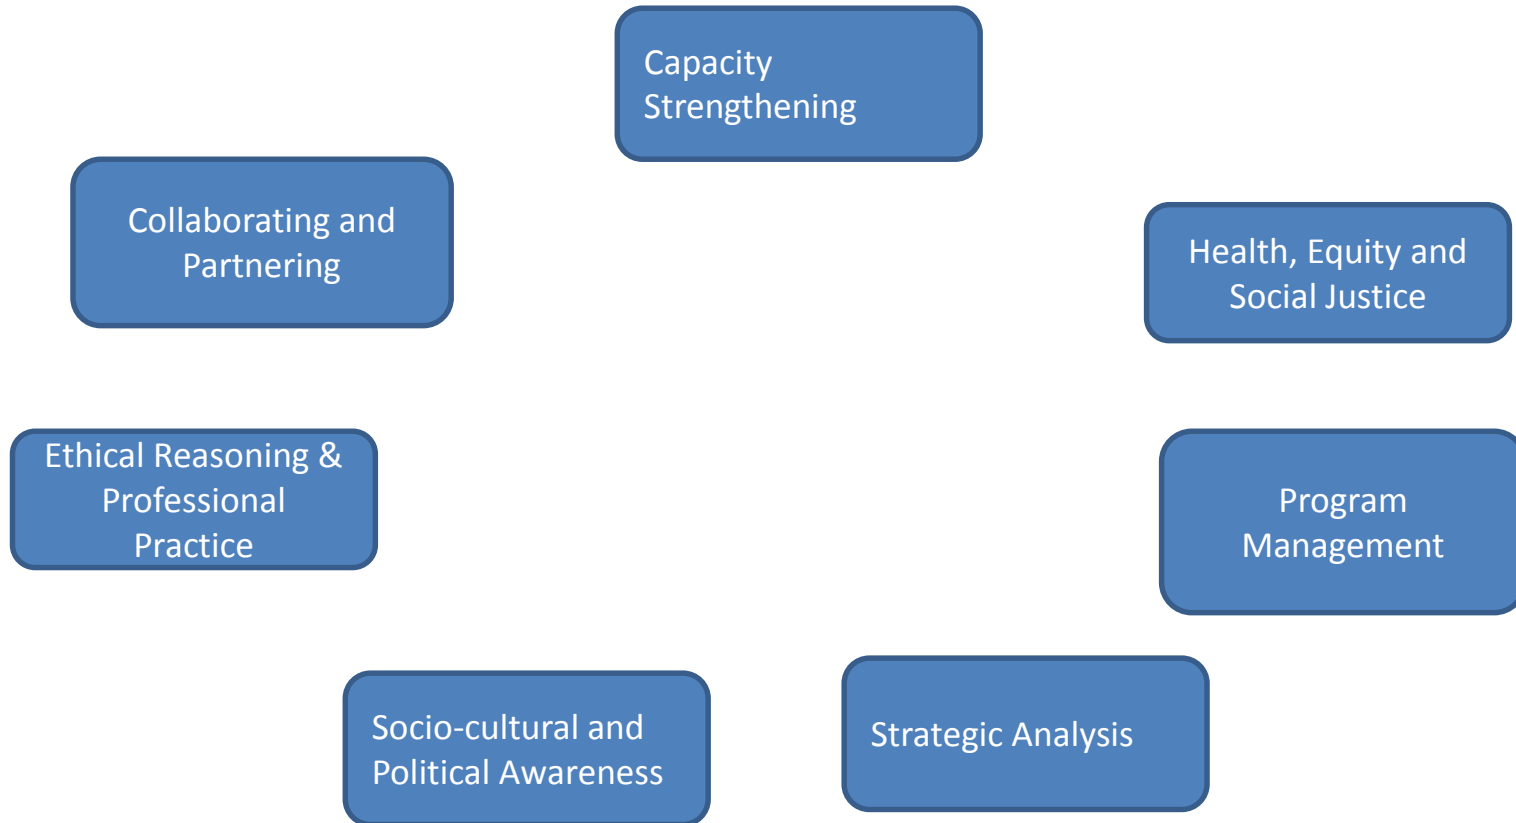 Capacity
Strengthening
Collaborating and
Partnering
Health, Equity and
Social Justice
Ethical Reasoning &
Professional
Practice
Program
Management
Socio-cultural and
Political Awareness
Strategic Analysis